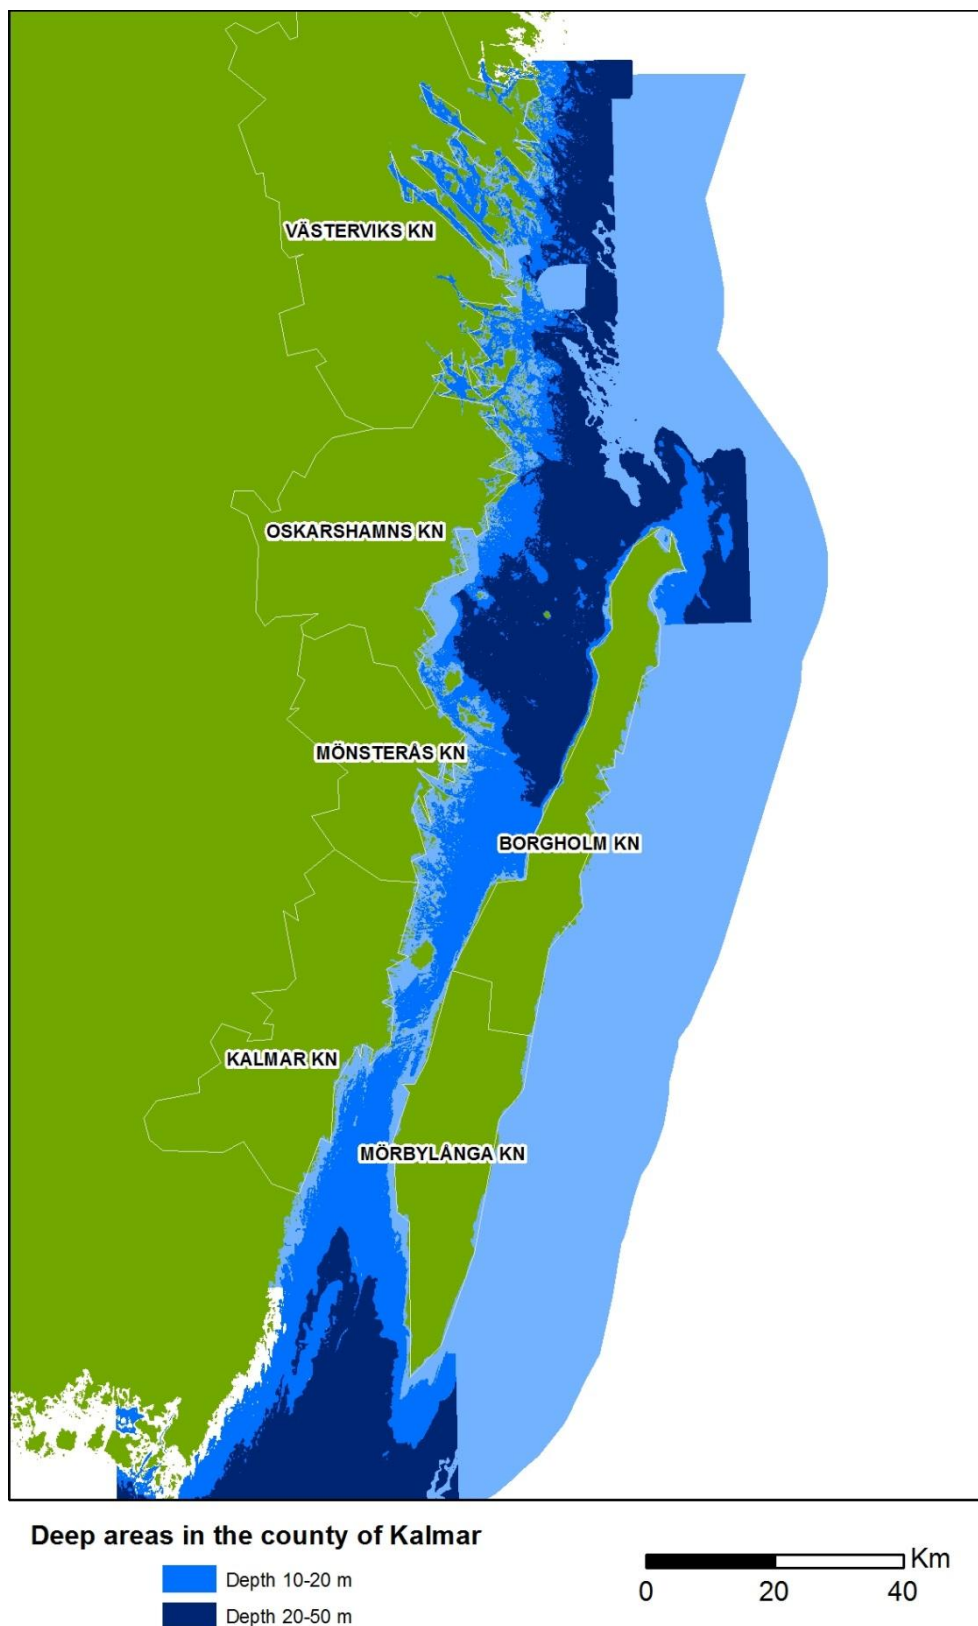 VÄSTERVIKS KN
OSKARSHAMNS KN
MÖNSTERÅS KN
BORGHOLM KN
KALMAR KN
MÖRBYLÅNGA KN
Deep areas in the county of Kalmar
Depth 10-20 m
Depth 20-50 m
Km
0 20 40